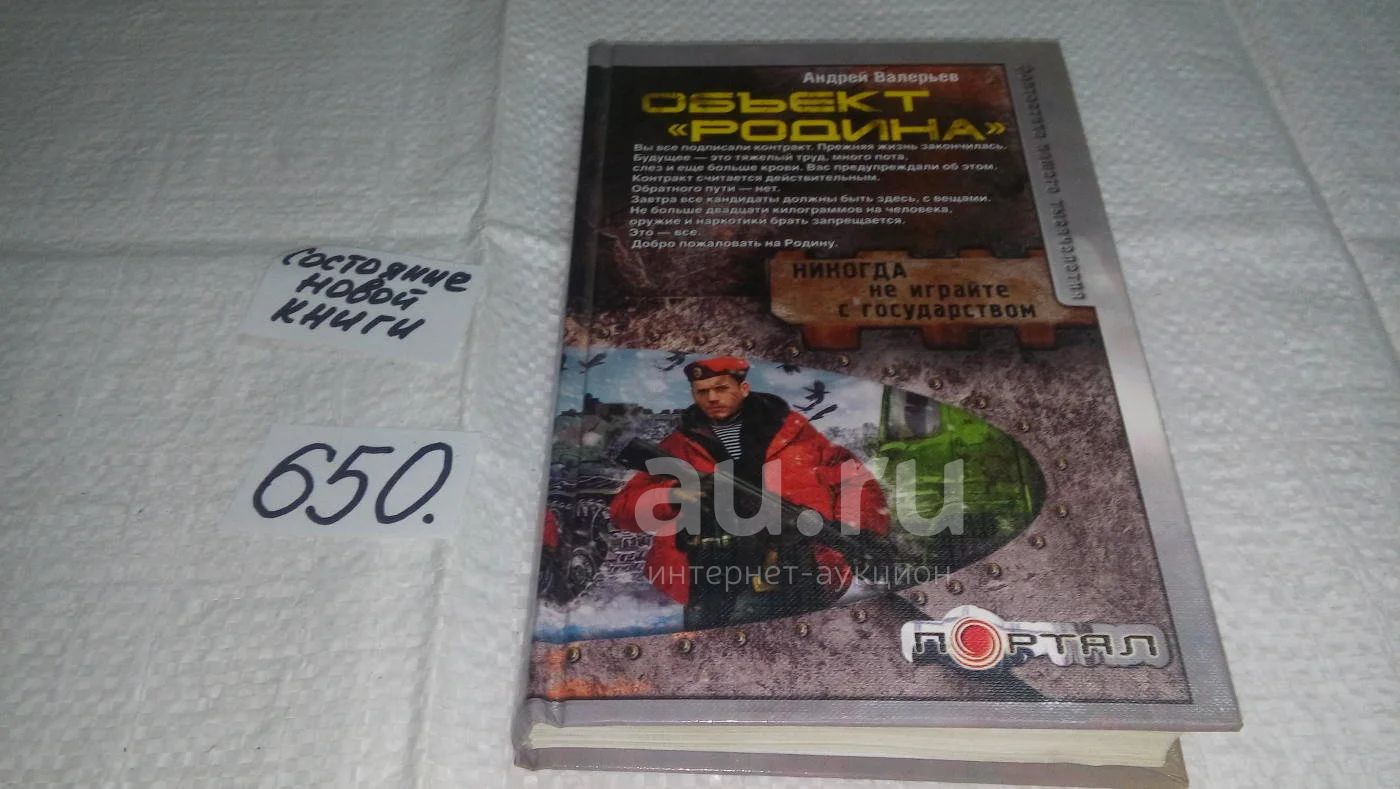 Состояние
новой
книги
650.
Андрей Валерьев
ОБЪЕКТ
«РОДИНА»
Вы все подписали контракт. Прежняя жизнь закончилась.
Будущее — это тяжелый труд, много пота,
слез и еще больше крови. Вас предупреждали об этом.
Контракт считается действительным.
Обратного пути — нет.
Завтра все кандидаты должны быть здесь, с вещами.
Не больше двадцати килограммов на человека,
оружие и наркотики брать запрещается.
Это — все.
Добро пожаловать на Родину.
НИКОГДА
не играйте
с государством
au.ru
интернет-аукцион
ПОРТАЛ